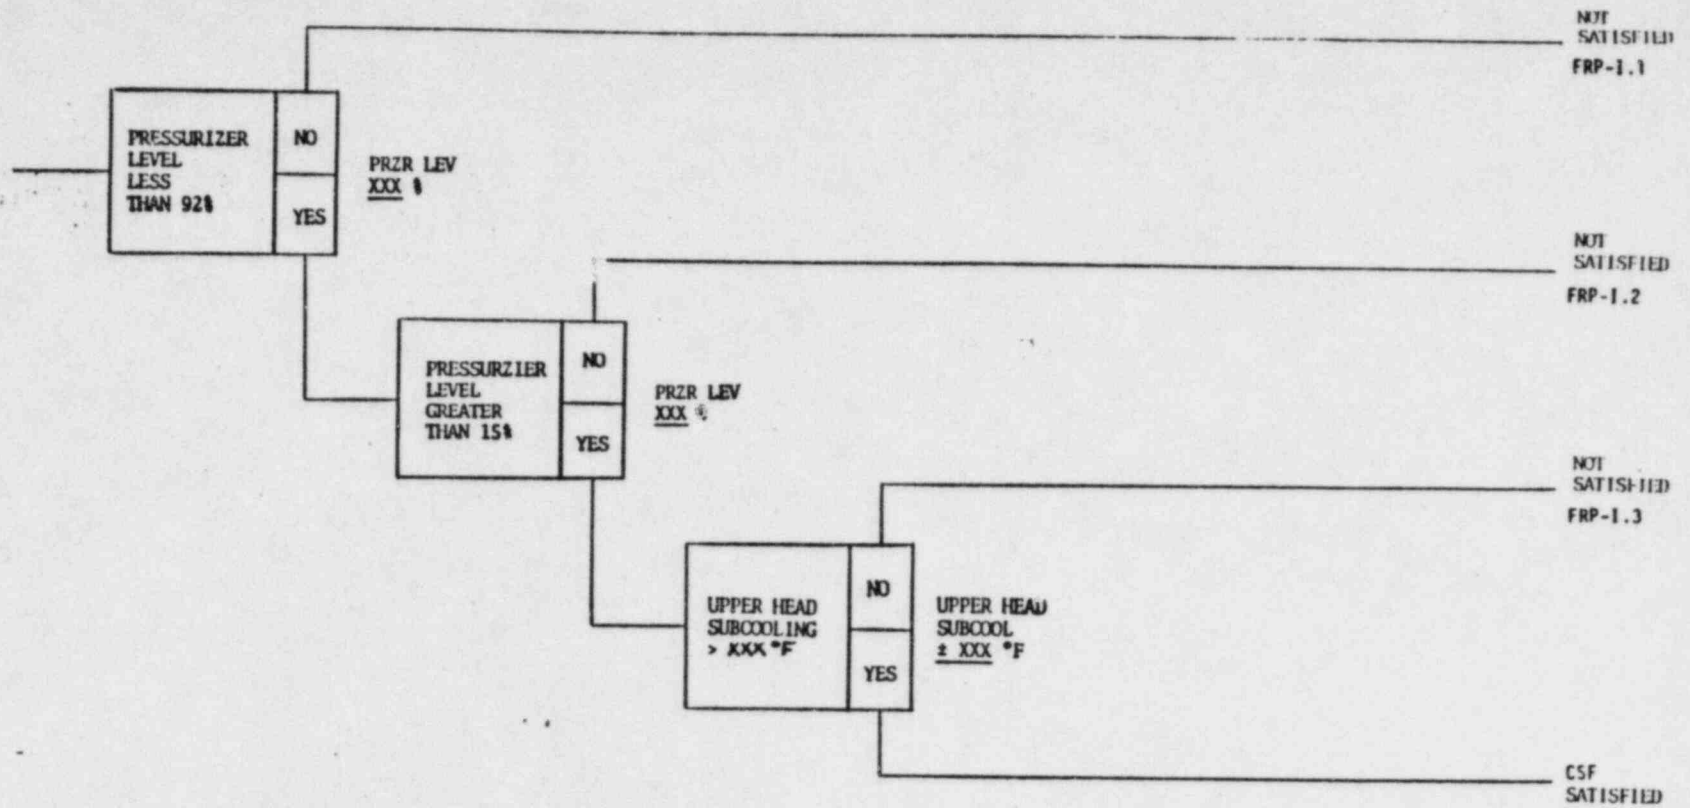 NOT
SATISFIED
FRP-I.1
PRESSURIZER
LEVEL
LESS
THAN 92%
NO
YES
PRZR LEV
XXX %
NOT
SATISFIED
FRP-I.2
PRESSURZIER
LEVEL
GREATER
THAN 15%
NO
YES
PRZR LEV
XXX %
NOT
SATISFIED
FRP-I.3
UPPER HEAD
SUBCOOLING
> XXX °F
NO
YES
UPPER HEAD
SUBCOOL
± XXX °F
CSF
SATISFIED